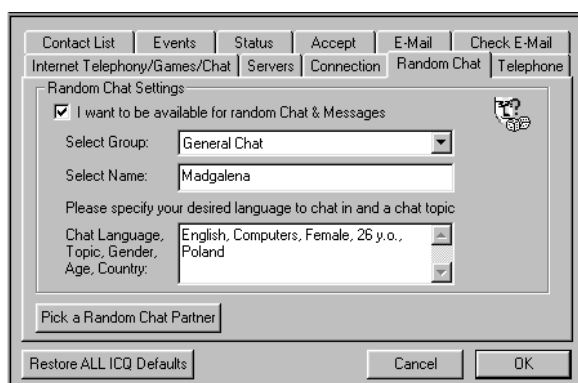 Contact List Events Status Accept E-Mail Check E-Mail
Internet Telephony/Games/Chat Servers Connection Random Chat Telephone
Random Chat Settings
I want to be available for random Chat & Messages
Select Group: General Chat
Select Name: Madgalena
Please specify your desired language to chat in and a chat topic
Chat Language, Topic, Gender, Age, Country:
English, Computers, Female, 26 y.o.,
Poland
Pick a Random Chat Partner
Restore ALL ICQ Defaults Cancel OK